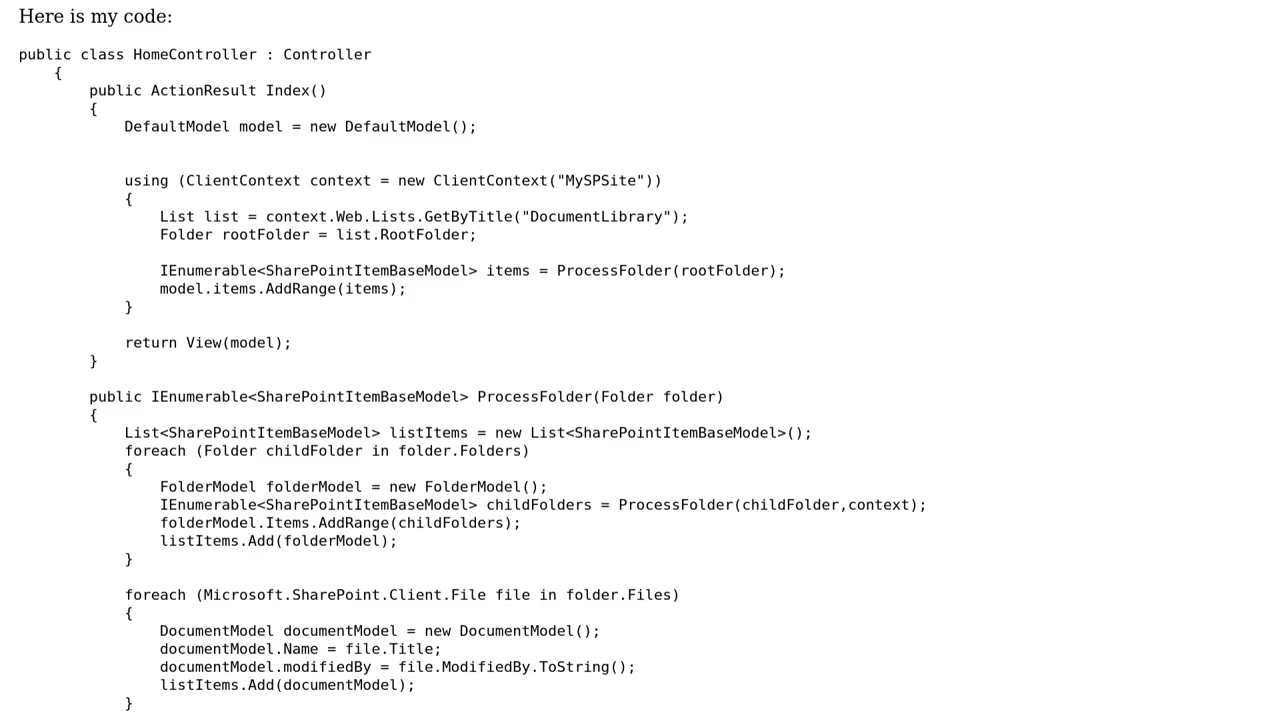 Here is my code:
public class HomeController : Controller
    {
        public ActionResult Index()
        {
            DefaultModel model = new DefaultModel();


            using (ClientContext context = new ClientContext("MySPSite"))
            {
                List list = context.Web.Lists.GetByTitle("DocumentLibrary");
                Folder rootFolder = list.RootFolder;

                IEnumerable<SharePointItemBaseModel> items = ProcessFolder(rootFolder);
                model.items.AddRange(items);
            }

            return View(model);
        }

        public IEnumerable<SharePointItemBaseModel> ProcessFolder(Folder folder)
        {
            List<SharePointItemBaseModel> listItems = new List<SharePointItemBaseModel>();
            foreach (Folder childFolder in folder.Folders)
            {
                FolderModel folderModel = new FolderModel();
                IEnumerable<SharePointItemBaseModel> childFolders = ProcessFolder(childFolder,context);
                folderModel.Items.AddRange(childFolders);
                listItems.Add(folderModel);
            }

            foreach (Microsoft.SharePoint.Client.File file in folder.Files)
            {
                DocumentModel documentModel = new DocumentModel();
                documentModel.Name = file.Title;
                documentModel.modifiedBy = file.ModifiedBy.ToString();
                listItems.Add(documentModel);
            }